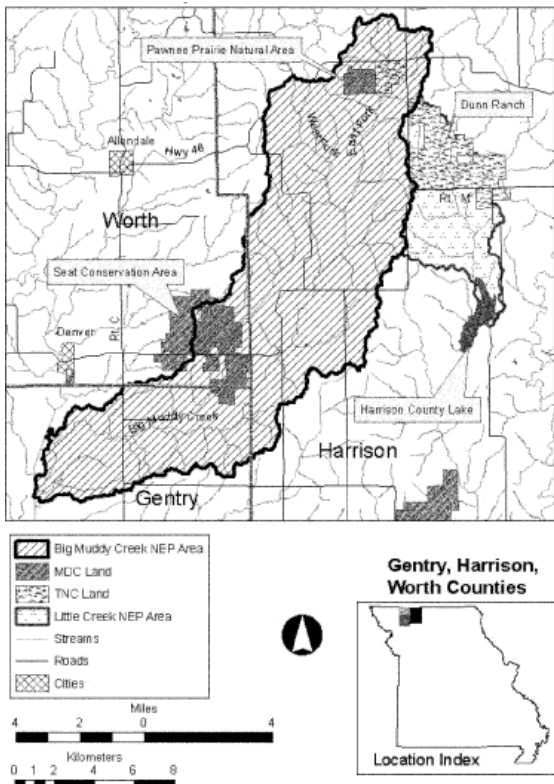 Pawnee Prairie Natural Area
Dunn Ranch
East Fork
Allendale
Hwy 46
Rt. M
Worth
Seat Conservation Area
Rt. C
Denver
Big Muddy Creek
Harrison County Lake
Harrison
Gentry
Big Muddy Creek NEP Area
MDC Land
TNC Land
Little Creek NEP Area
Streams
Roads
Cities
Gentry, Harrison,
Worth Counties
Miles
4 2 0 4
Kilometers
0 1 2 4 6 8
Location Index